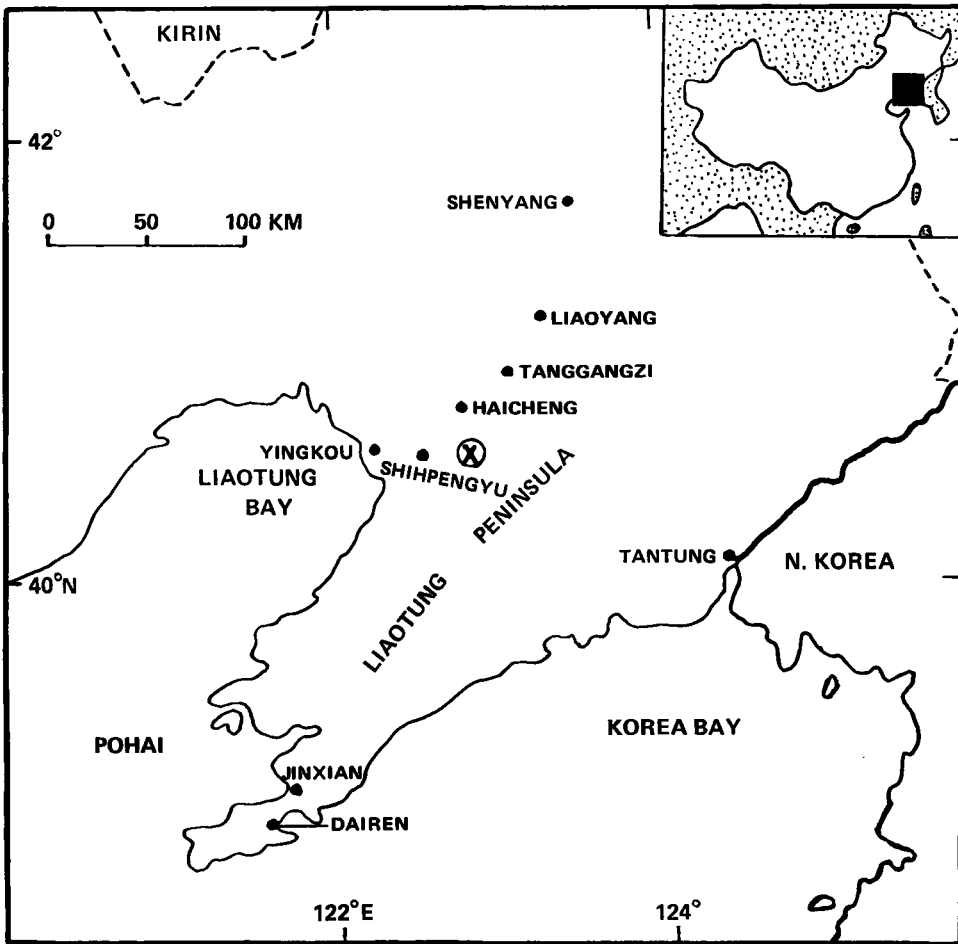 KIRIN
42°
SHENYANG
0 50 100 KM
LIAOYANG
TANGGANGZI
HAICHENG
YINGKOU
SHIHPENGYU
X
LIAOTUNG
BAY
LIAOTUNG PENINSULA
TANTUNG
N. KOREA
40°N
KOREA BAY
POHAI
JINXIAN
DAIREN
122°E
124°